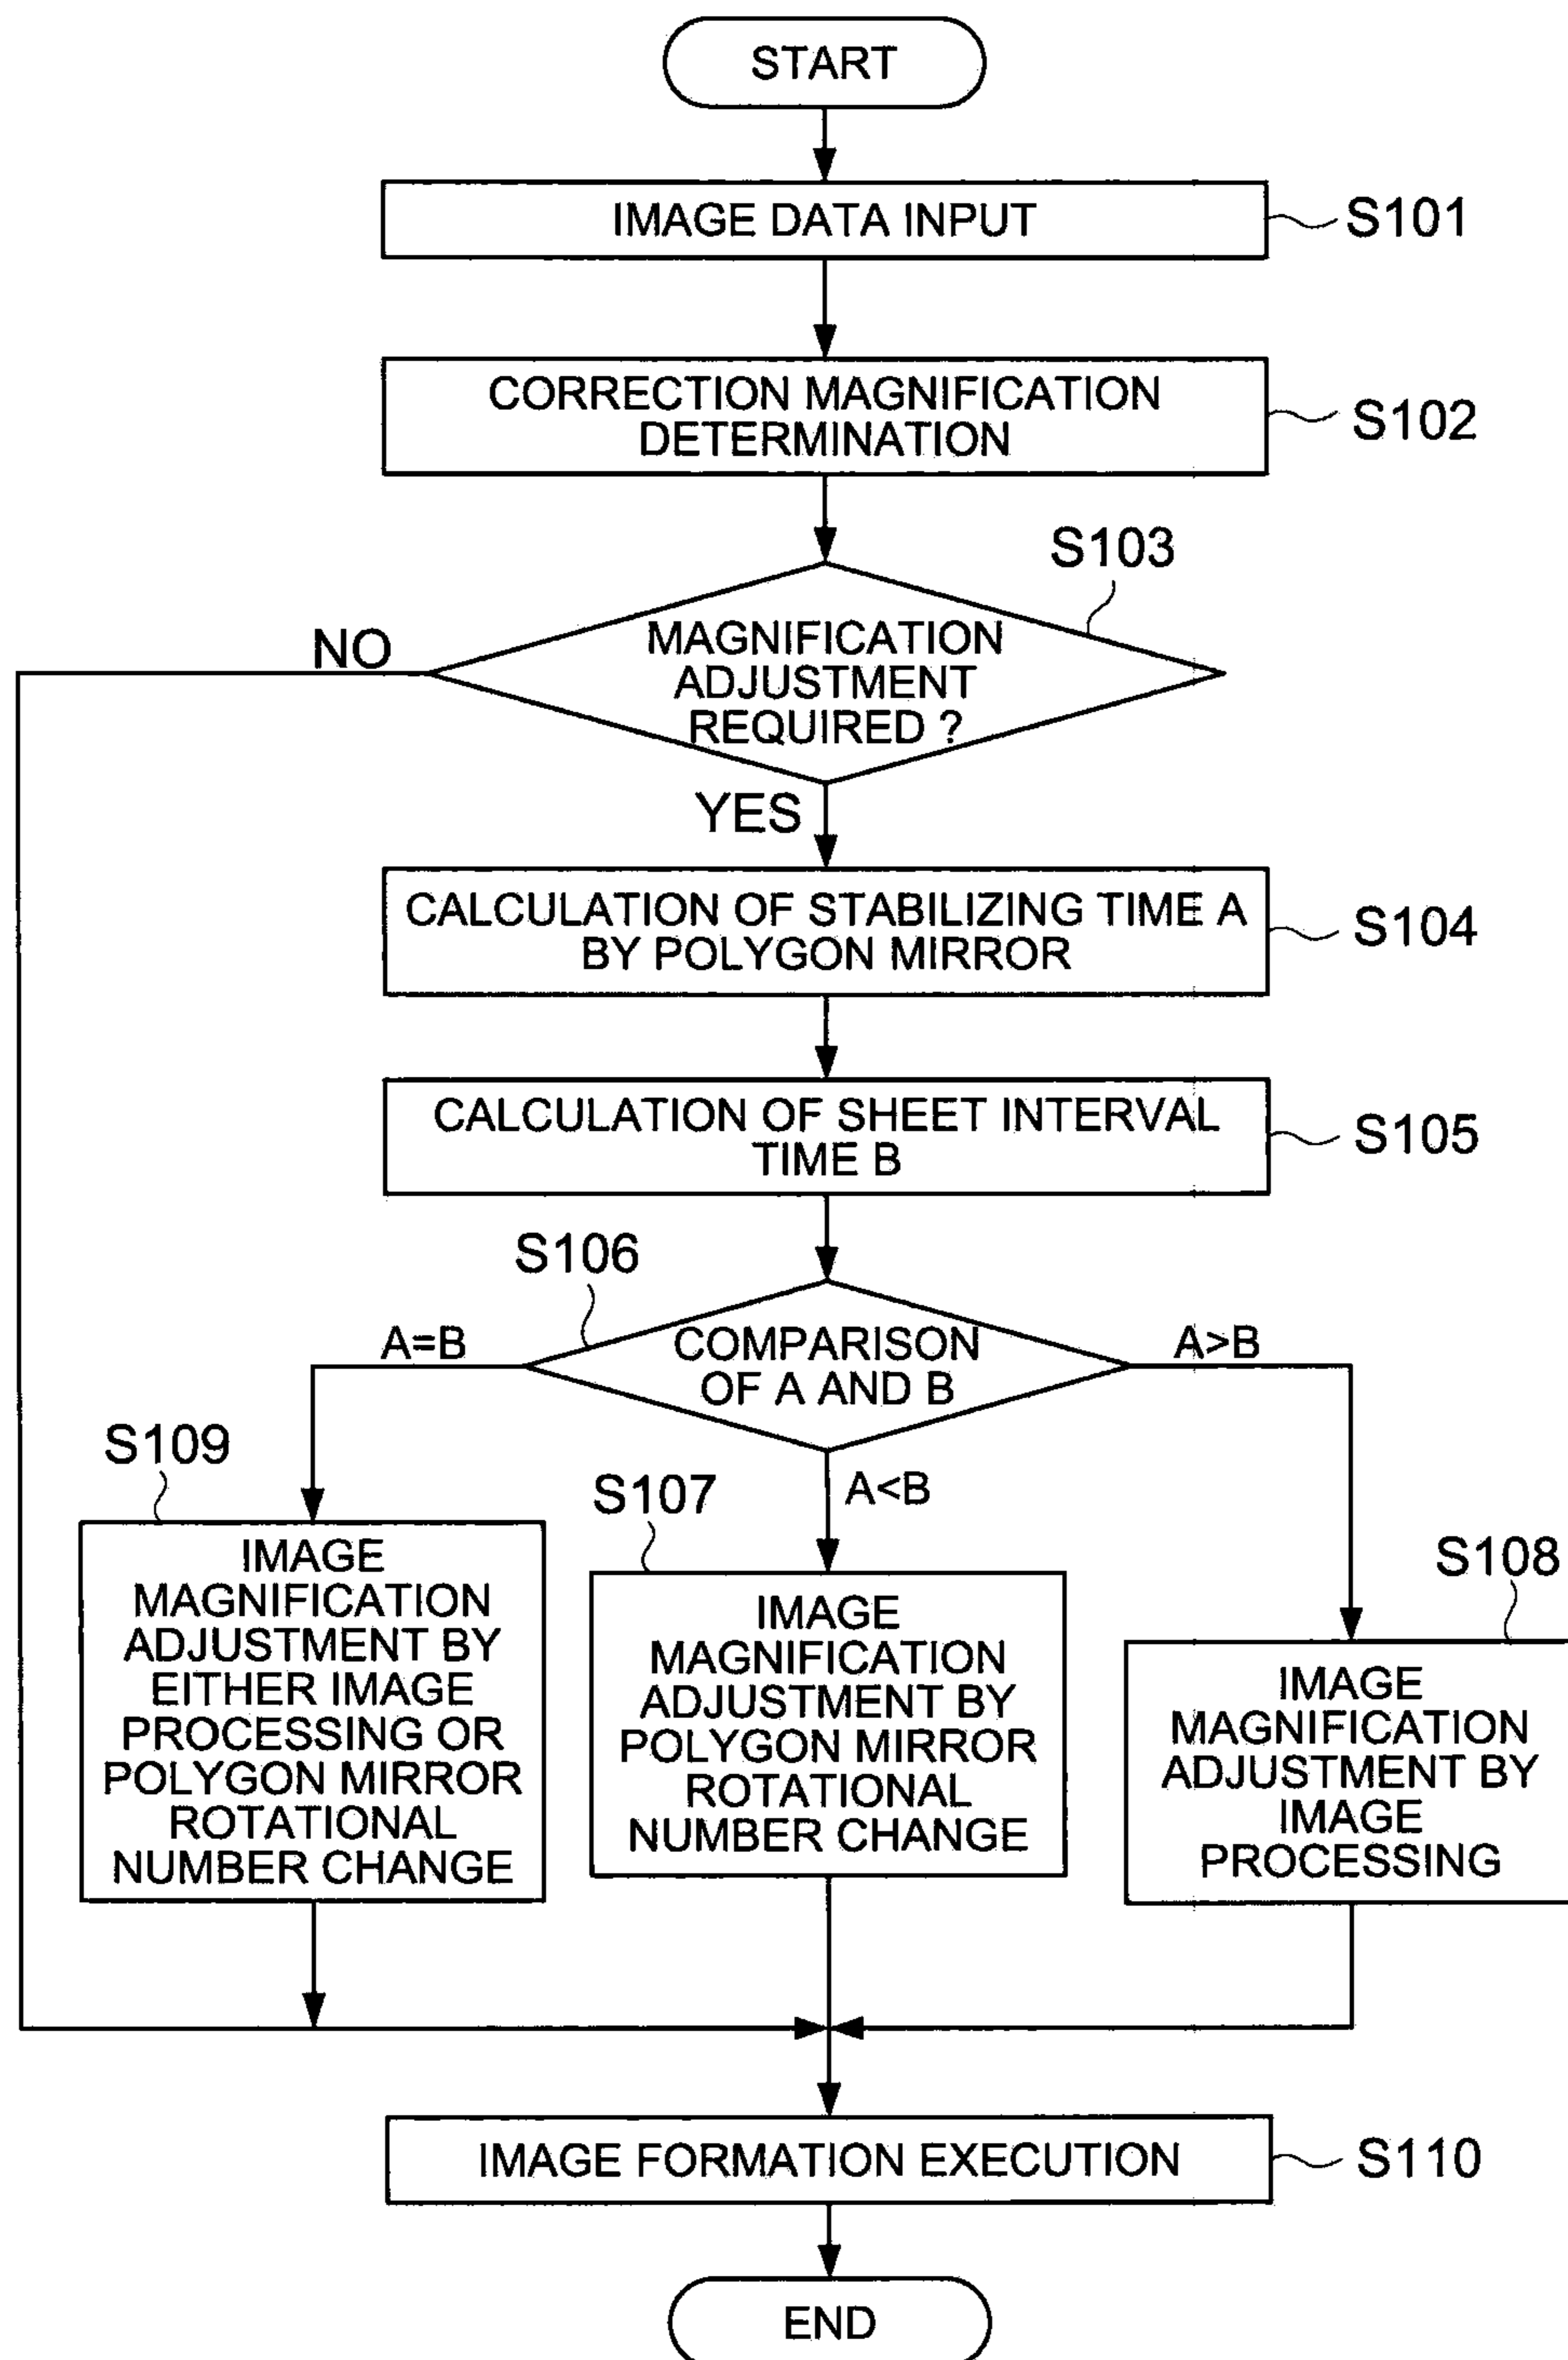 START
IMAGE DATA INPUT
S101
CORRECTION MAGNIFICATION
DETERMINATION
S102
S103
MAGNIFICATION
ADJUSTMENT
REQUIRED ?
NO
YES
CALCULATION OF STABILIZING TIME A
BY POLYGON MIRROR
S104
CALCULATION OF SHEET INTERVAL
TIME B
S105
S106
COMPARISON
OF A AND B
A=B
A>B
A<B
S109
IMAGE
MAGNIFICATION
ADJUSTMENT BY
EITHER IMAGE
PROCESSING OR
POLYGON MIRROR
ROTATIONAL
NUMBER CHANGE
S107
IMAGE
MAGNIFICATION
ADJUSTMENT BY
POLYGON MIRROR
ROTATIONAL
NUMBER CHANGE
S108
IMAGE
MAGNIFICATION
ADJUSTMENT BY
IMAGE
PROCESSING
IMAGE FORMATION EXECUTION
S110
END